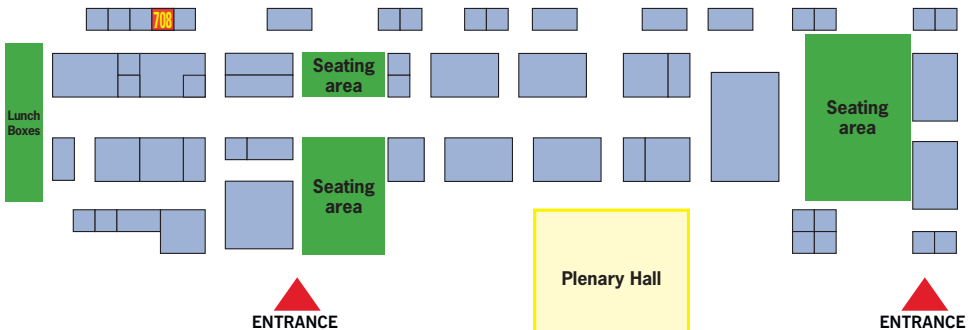 708
Seating
area
Lunch
Boxes
Seating
area
Seating
area
Plenary Hall
ENTRANCE
ENTRANCE